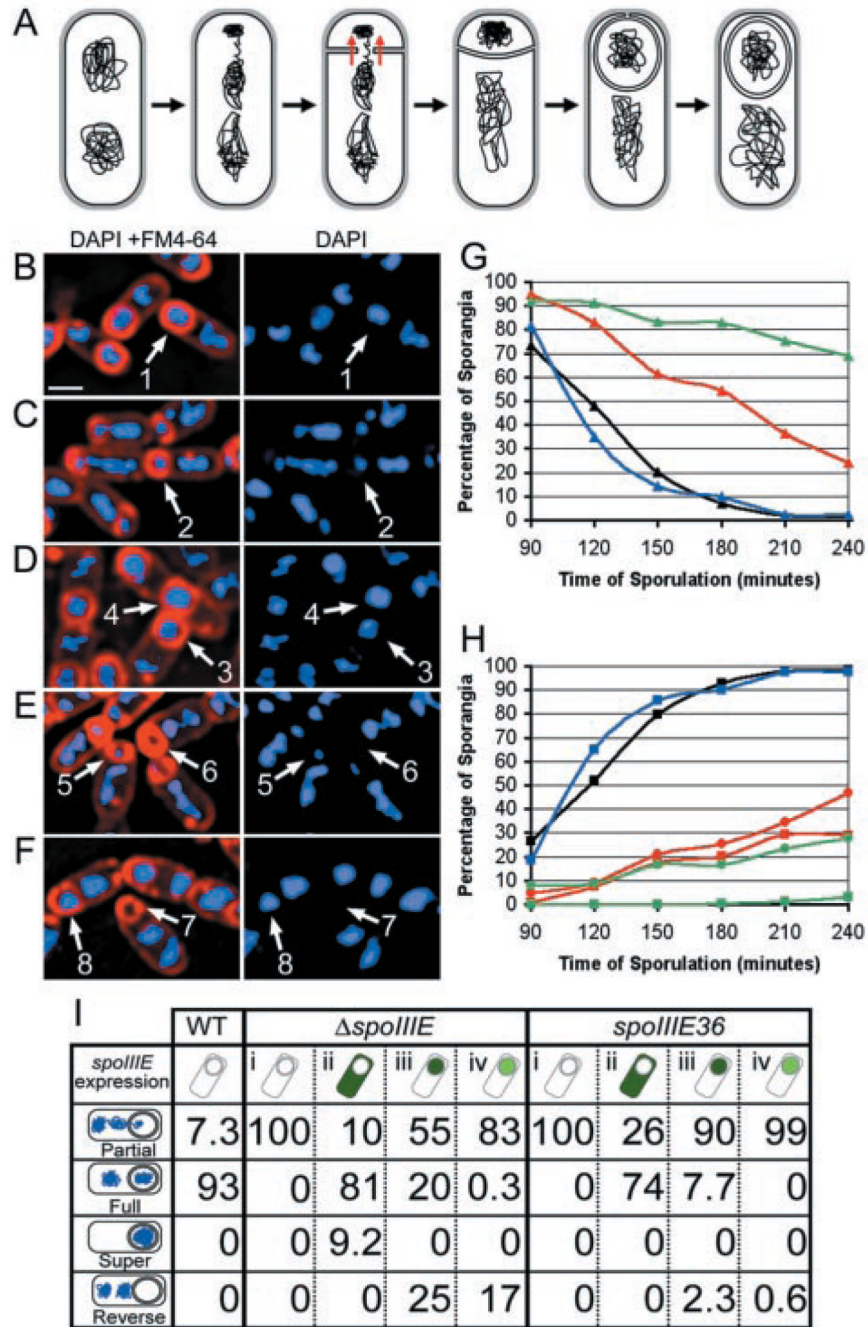 A
DAPI +FM4-64
DAPI
B
1
1
C
2
2
D
4
3
4
3
E
5
6
5
6
F
8
7
8
7
G
Percentage of Sporangia
100
90
80
70
60
50
40
30
20
10
0
90 120 150 180 210 240
Time of Sporulation (minutes)
H
Percentage of Sporangia
100
90
80
70
60
50
40
30
20
10
0
90 120 150 180 210 240
Time of Sporulation (minutes)
I
WT ΔspoIIIE spoIIIE36
spoIIIE expression i ii iii iv i ii iii iv
Partial 7.3 100 10 55 83 100 26 90 99
Full 93 0 81 20 0.3 0 74 7.7 0
Super 0 0 9.2 0 0 0 0 0 0
Reverse 0 0 0 25 17 0 0 2.3 0.6